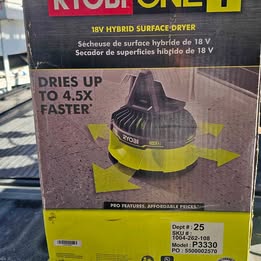 RYOBI ONE+
18V HYBRID SURFACE DRYER
Sécheuse de surface hybride de 18 V
Secador de superficies híbrido de 18 V
DRIES UP
TO 4.5X
FASTER*
RYOBI
PRO FEATURES. AFFORDABLE PRICE.
Dept #: 25
SKU #:
1004-262-108
Model: P3330
PO: 5500002570